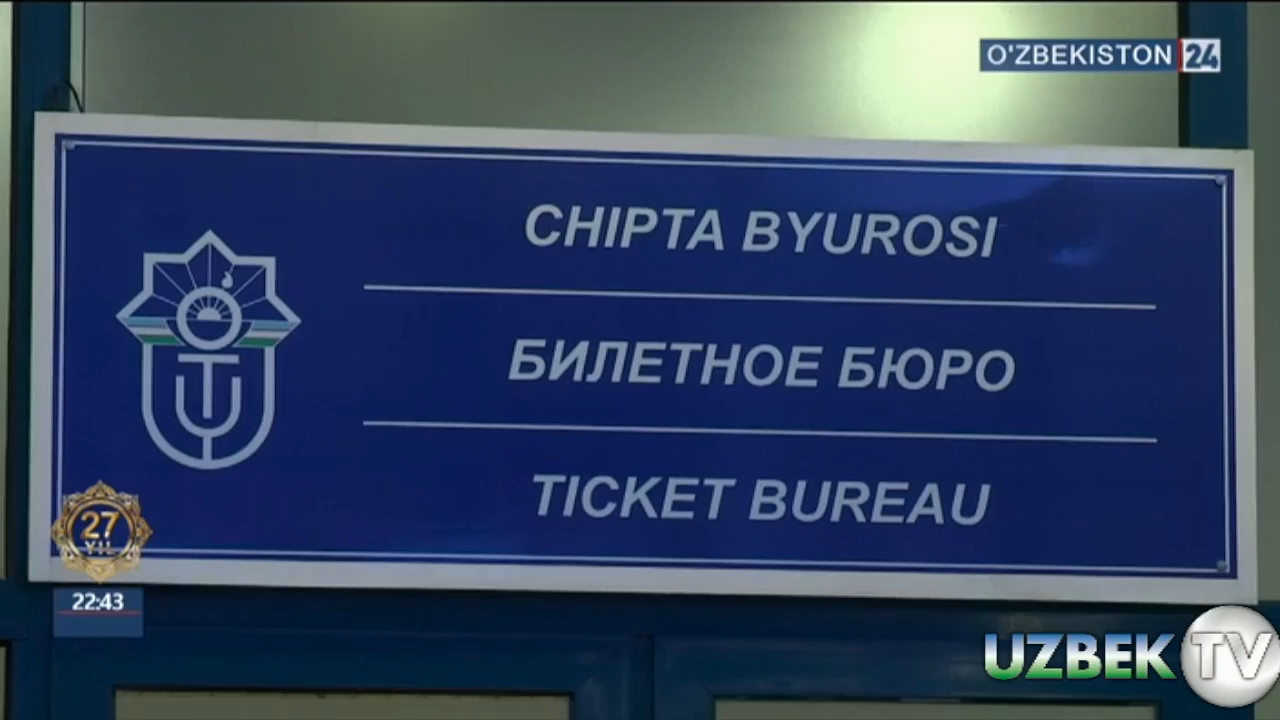 O'ZBEKISTON 24
CHIPTA BYUROSI
БИЛЕТНОЕ БЮРО
TICKET BUREAU
27
YIL
22:43
UZBEK TV